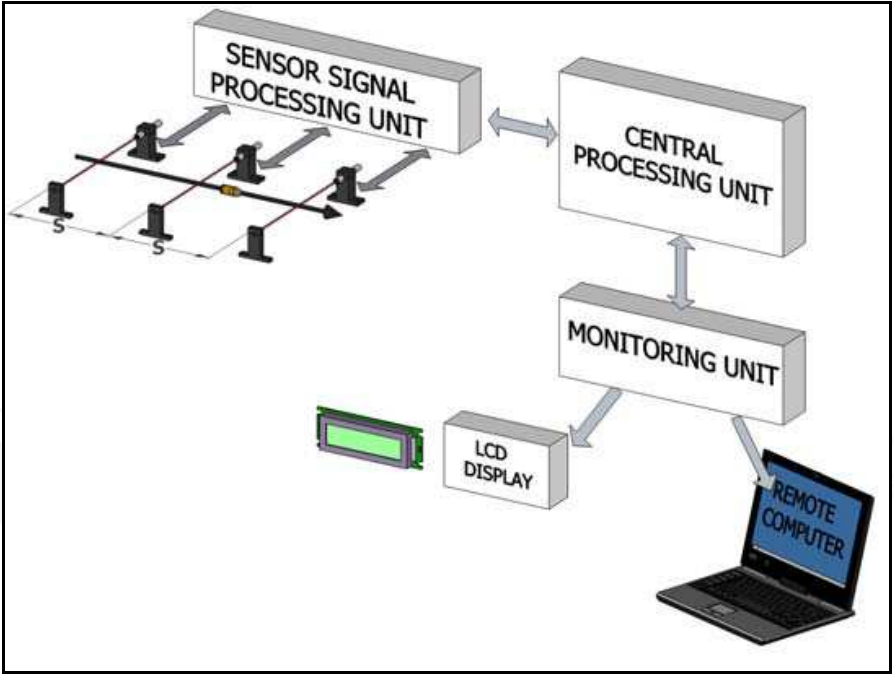 SENSOR SIGNAL
PROCESSING UNIT
CENTRAL
PROCESSING UNIT
S
S
MONITORING UNIT
LCD
DISPLAY
REMOTE
COMPUTER